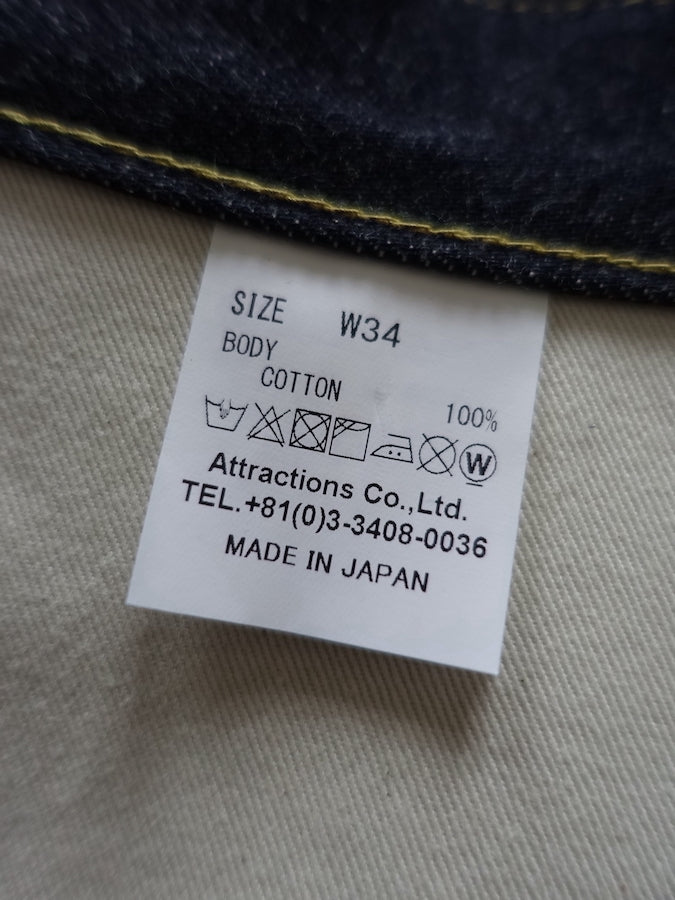 SIZE W34
BODY
COTTON 100%
W
Attractions Co.,Ltd.
TEL.+81(0)3-3408-0036
MADE IN JAPAN